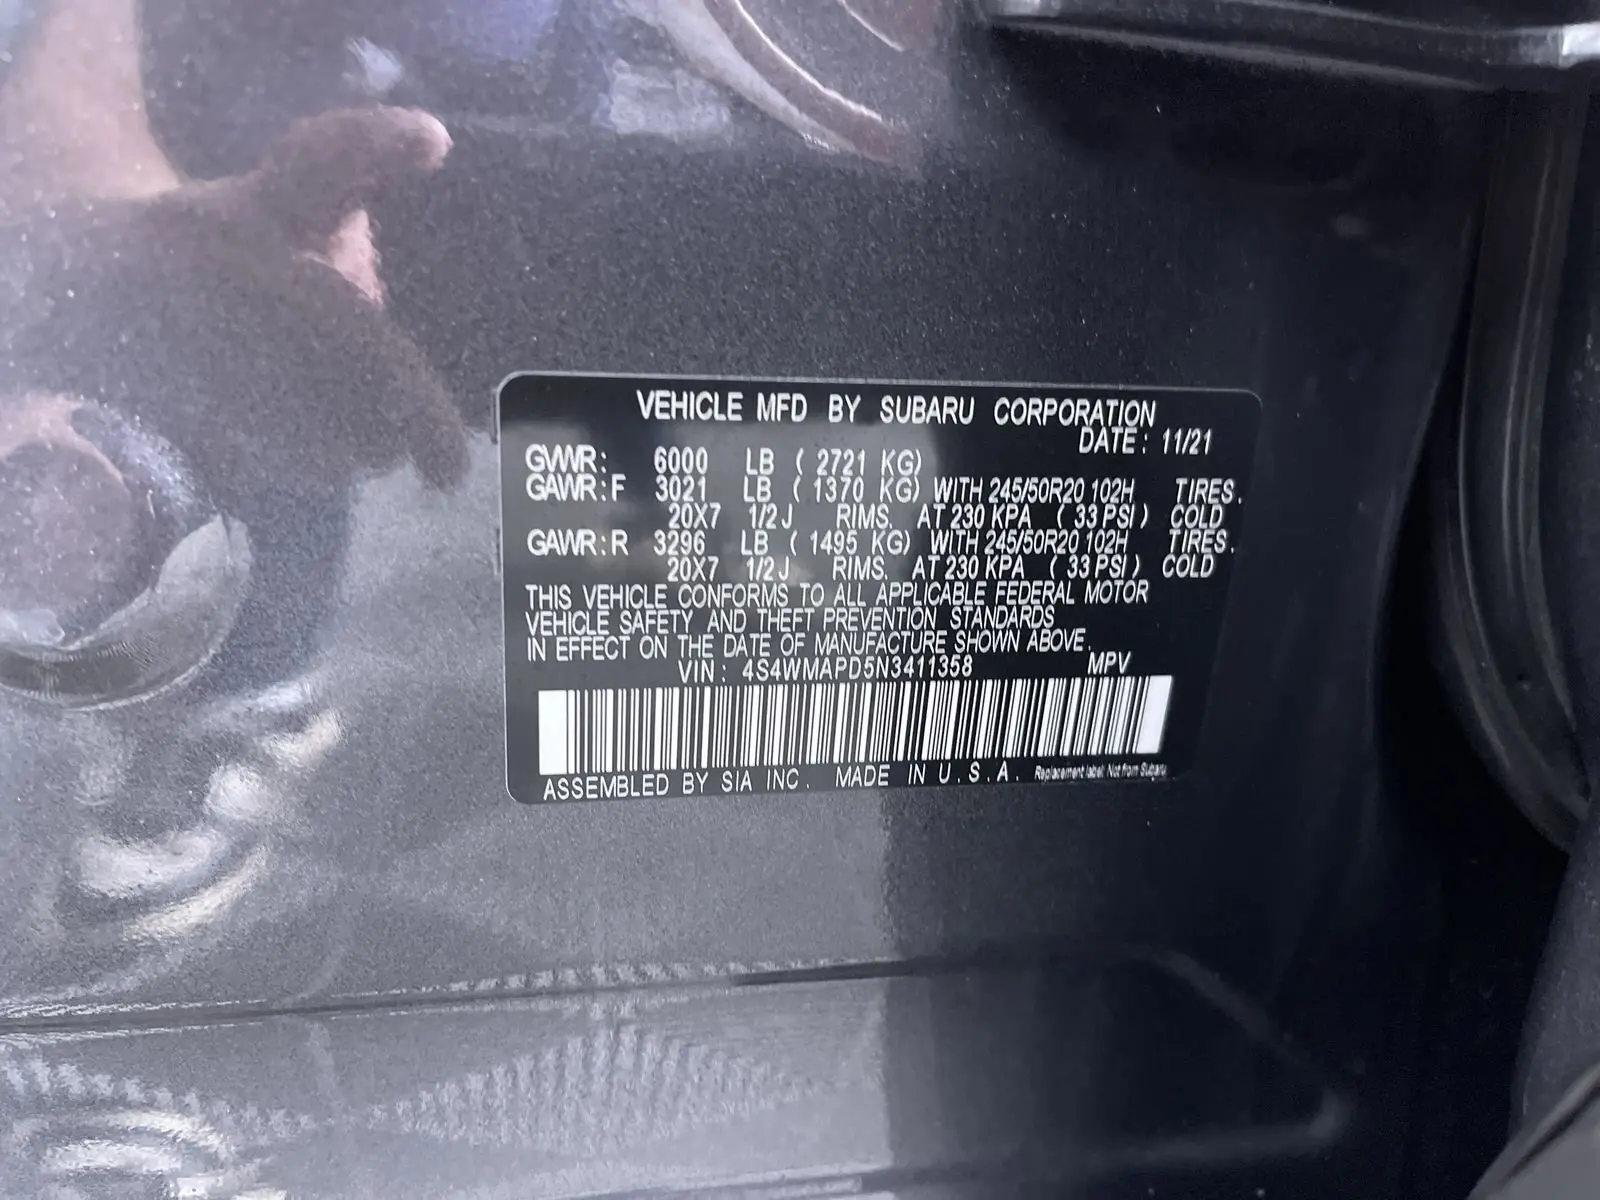 VEHICLE MFD BY SUBARU CORPORATION
DATE: 11/21
GVWR: 6000 LB ( 2721 KG)
GAWR:F 3021 LB ( 1370 KG) WITH 245/50R20 102H TIRES.
20X7 1/2J RIMS. AT 230 KPA ( 33 PSI ) COLD
GAWR:R 3296 LB ( 1495 KG) WITH 245/50R20 102H TIRES.
20X7 1/2J RIMS. AT 230 KPA ( 33 PSI ) COLD
THIS VEHICLE CONFORMS TO ALL APPLICABLE FEDERAL MOTOR
VEHICLE SAFETY AND THEFT PREVENTION STANDARDS
IN EFFECT ON THE DATE OF MANUFACTURE SHOWN ABOVE.
VIN: 4S4WMAPD5N3411358 MPV
ASSEMBLED BY SIA INC. MADE IN U.S.A. Replacement label: Not from Subaru